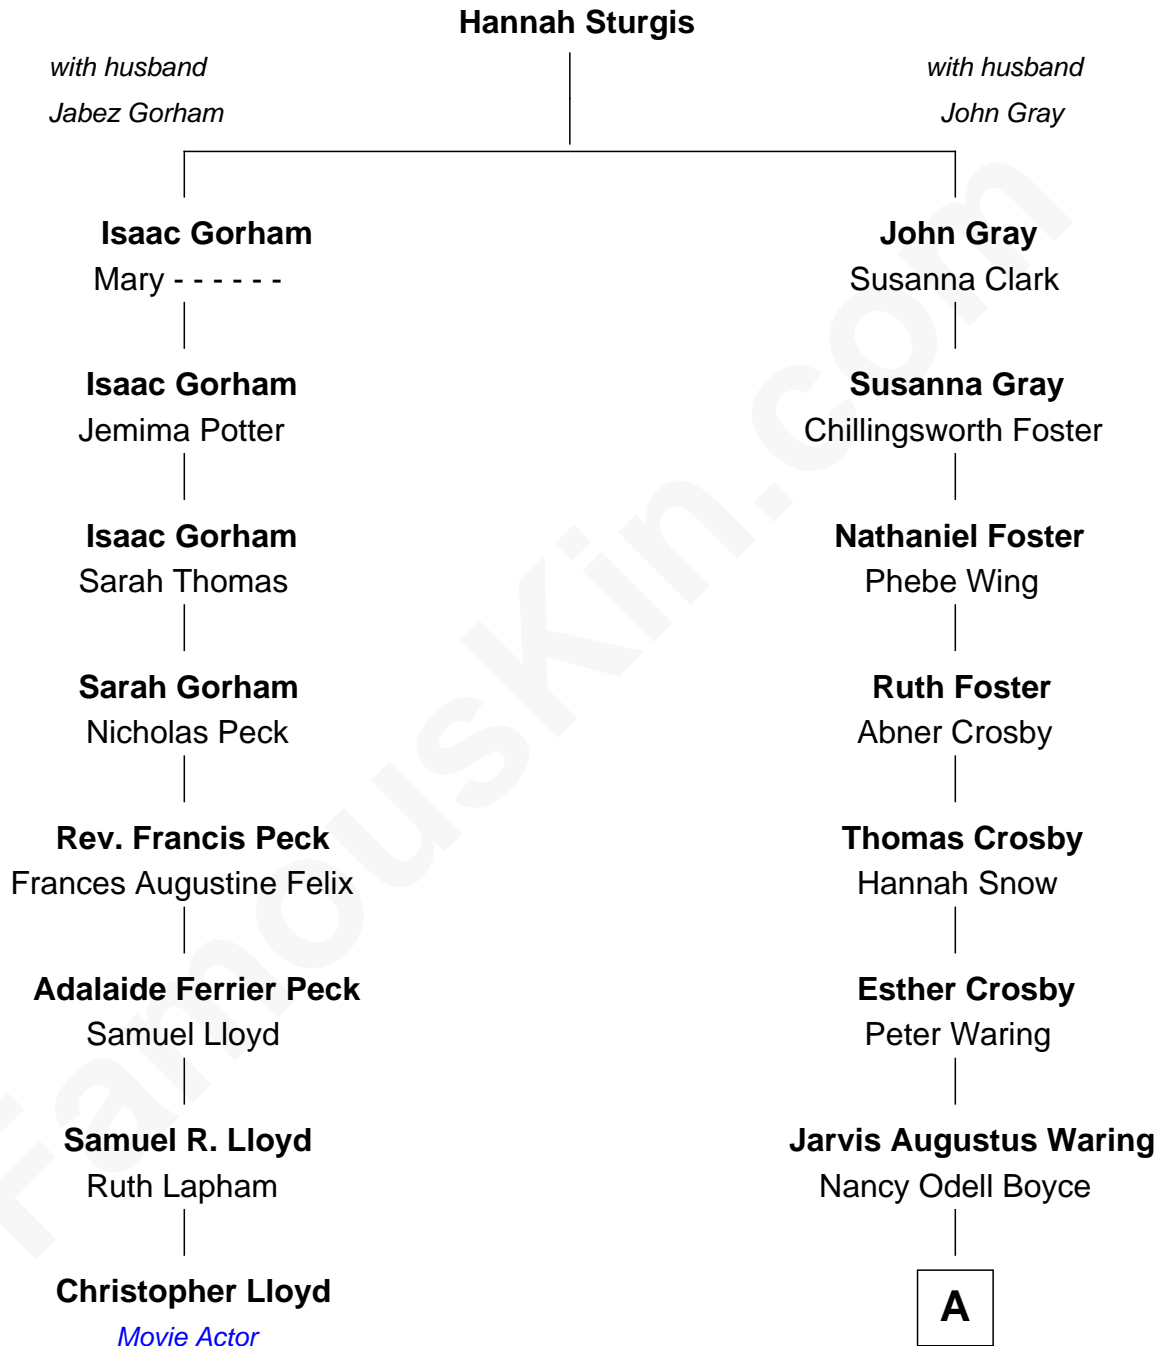 Hannah Sturgis
with husband
Jabez Gorham
with husband
John Gray
Isaac Gorham
Mary - - - - - -
John Gray
Susanna Clark
Isaac Gorham
Jemima Potter
Susanna Gray
Chillingsworth Foster
Isaac Gorham
Sarah Thomas
Nathaniel Foster
Phebe Wing
Sarah Gorham
Nicholas Peck
Ruth Foster
Abner Crosby
Rev. Francis Peck
Frances Augustine Felix
Thomas Crosby
Hannah Snow
Adalaide Ferrier Peck
Samuel Lloyd
Esther Crosby
Peter Waring
Samuel R. Lloyd
Ruth Lapham
Jarvis Augustus Waring
Nancy Odell Boyce
Christopher Lloyd
Movie Actor
A
FamousKin.com